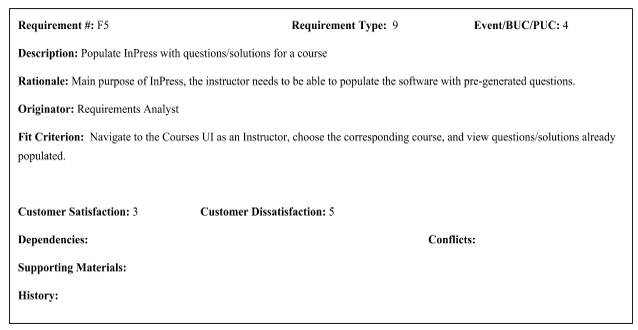 Requirement #: F5 Requirement Type: 9 Event/BUC/PUC: 4
Description: Populate InPress with questions/solutions for a course
Rationale: Main purpose of InPress, the instructor needs to be able to populate the software with pre-generated questions.
Originator: Requirements Analyst
Fit Criterion: Navigate to the Courses UI as an Instructor, choose the corresponding course, and view questions/solutions already
populated.
Customer Satisfaction: 3 Customer Dissatisfaction: 5
Dependencies: Conflicts:
Supporting Materials:
History: